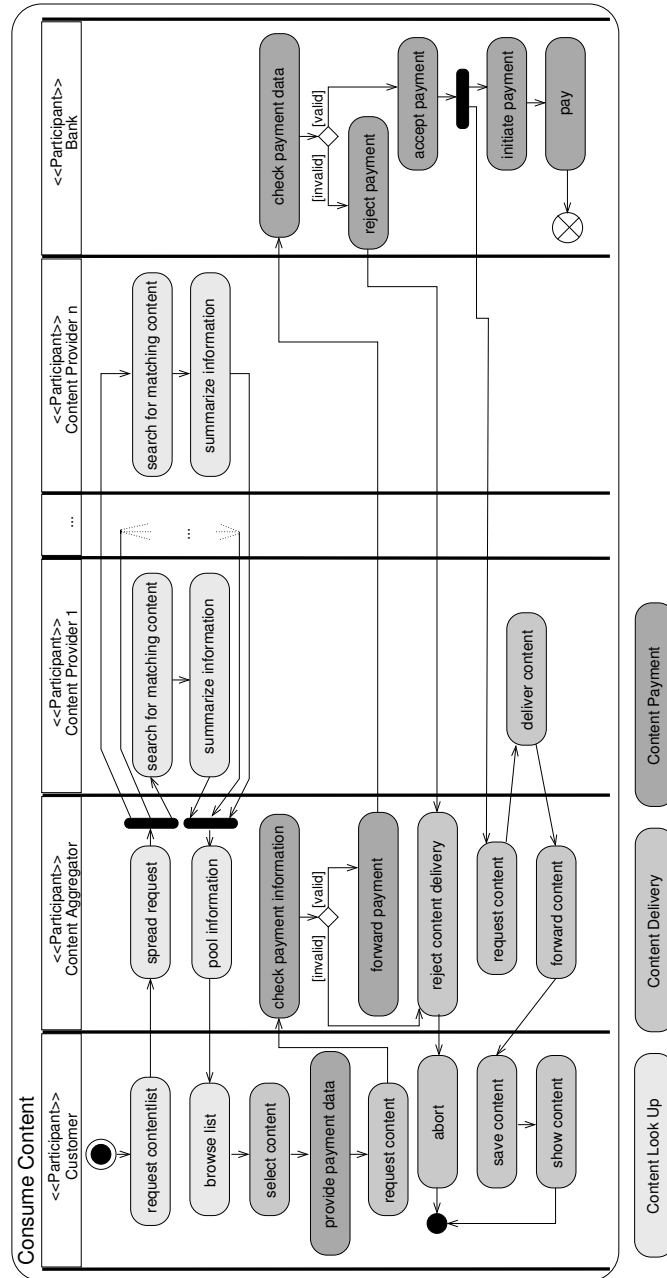 Consume Content
<<Participant>>
Customer
request contentlist
browse list
select content
provide payment data
request content
abort
save content
show content
<<Participant>>
Content Aggregator
spread request
pool information
check payment information
[invalid]
[valid]
forward payment
reject content delivery
request content
forward content
<<Participant>>
Content Provider 1
search for matching content
summarize information
deliver content
...
...
<<Participant>>
Content Provider n
search for matching content
summarize information
<<Participant>>
Bank
check payment data
[invalid]
[valid]
reject payment
accept payment
initiate payment
pay
Content Look Up
Content Delivery
Content Payment